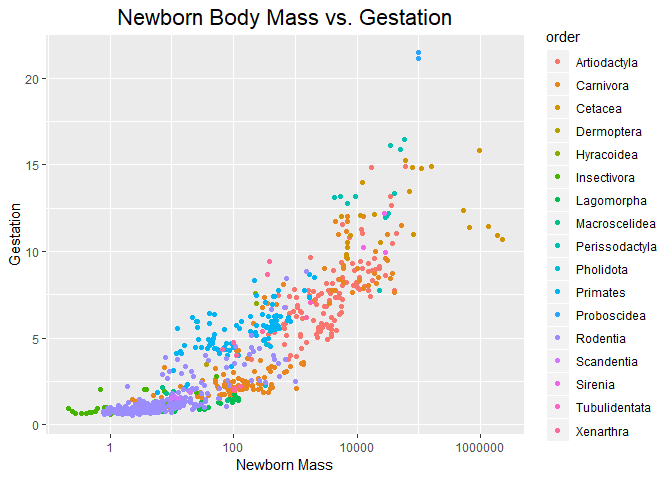 Newborn Body Mass vs. Gestation
order
Artiodactyla
Carnivora
Cetacea
Dermoptera
Hyracoidea
Insectivora
Lagomorpha
Macroscelidea
Perissodactyla
Pholidota
Primates
Proboscidea
Rodentia
Scandentia
Sirenia
Tubulidentata
Xenarthra
Gestation
20
15
10
5
0
1
100
10000
1000000
Newborn Mass